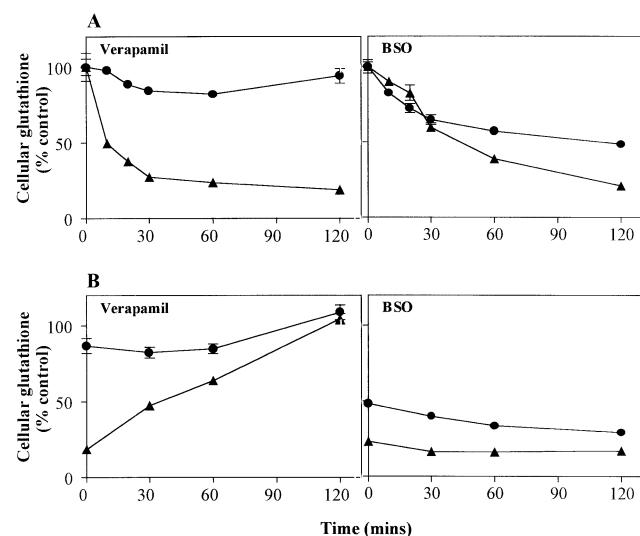 A
Verapamil
BSO
Cellular glutathione
(% control)
100
50
0
0 30 60 90 120
0 30 60 90 120
B
Verapamil
BSO
Cellular glutathione
(% control)
100
50
0
0 30 60 90 120
0 30 60 90 120
Time (mins)